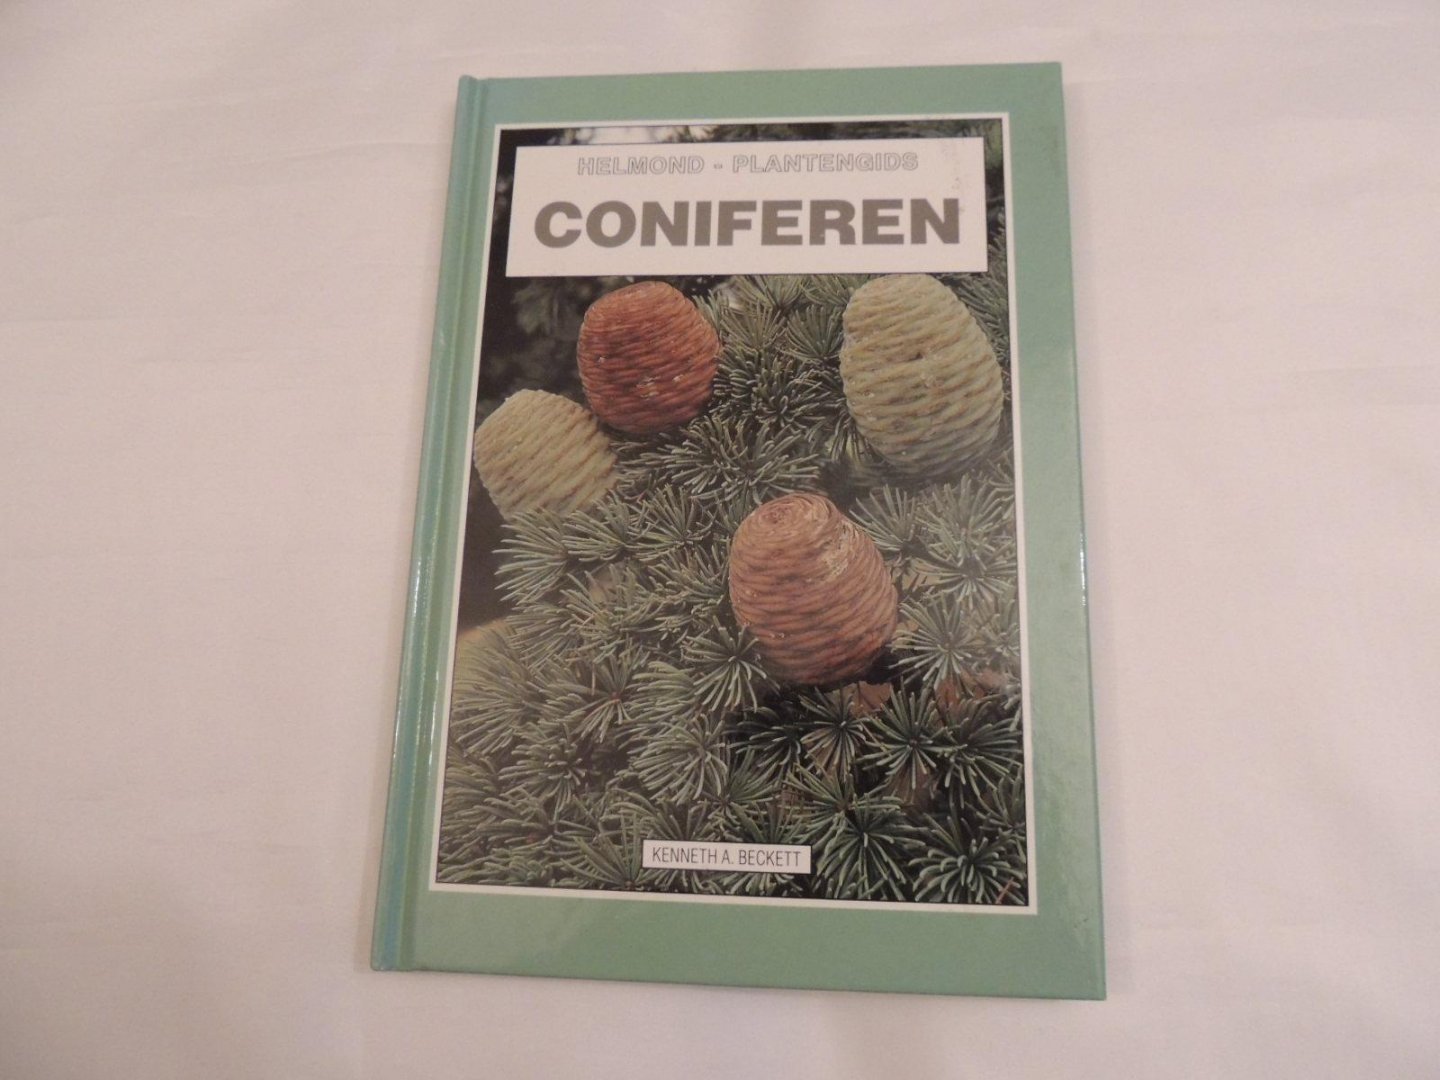 HELMOND - PLANTENGIDS
CONIFEREN
KENNETH A. BECKETT